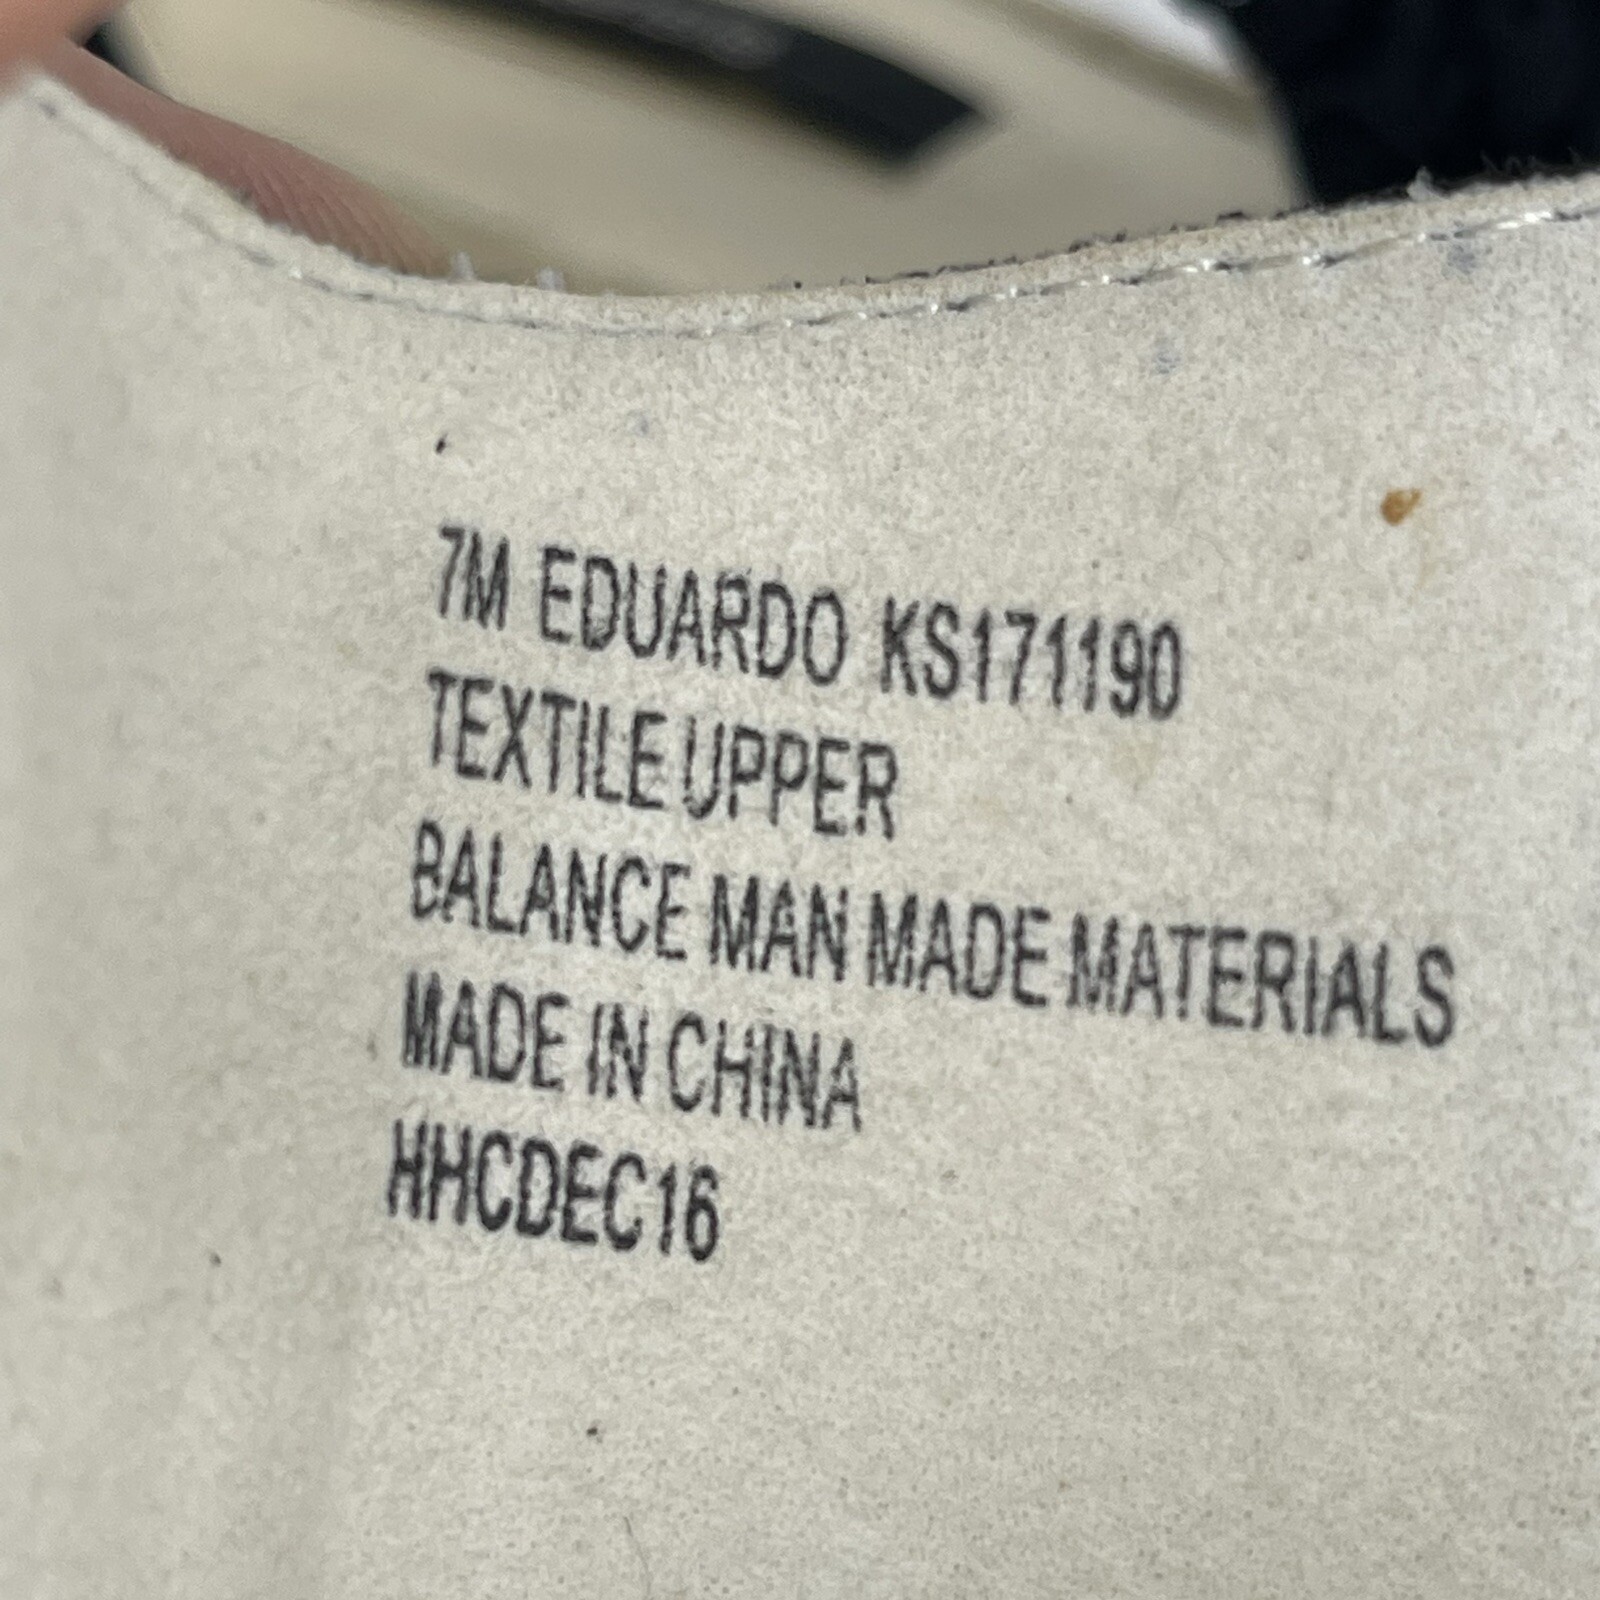 7M EDUARDO KS171190
TEXTILE UPPER
BALANCE MAN MADE MATERIALS
MADE IN CHINA
HHCDEC16